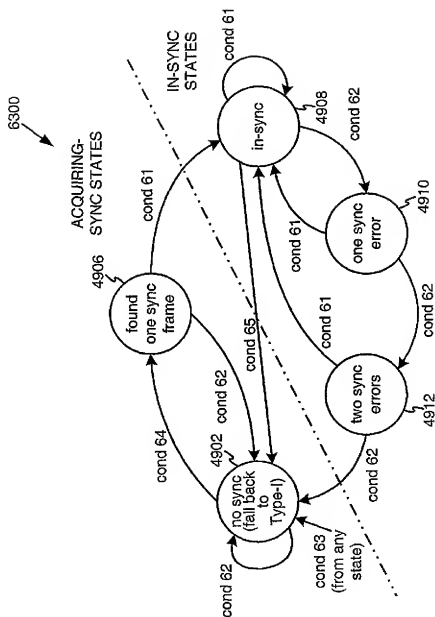 6300
ACQUIRING-
SYNC STATES
IN-SYNC
STATES
4906
found
one sync
frame
cond 61
cond 61
in-sync
4908
cond 64
cond 62
cond 65
cond 62
4902
no sync
(fall back
to
Type-I)
cond 61
cond 61
one sync
error
4910
cond 62
cond 62
two sync
errors
4912
cond 62
cond 63
(from any
state)